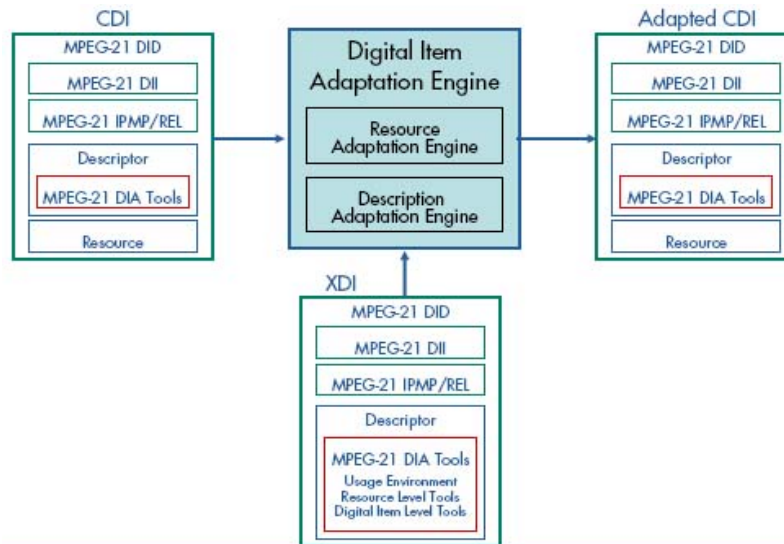 CDI
MPEG-21 DID
MPEG-21 DII
MPEG-21 IPMP/REL
Descriptor
MPEG-21 DIA Tools
Resource
Digital Item
Adaptation Engine
Resource
Adaptation Engine
Description
Adaptation Engine
Adapted CDI
MPEG-21 DID
MPEG-21 DII
MPEG-21 IPMP/REL
Descriptor
MPEG-21 DIA Tools
Resource
XDI
MPEG-21 DID
MPEG-21 DII
MPEG-21 IPMP/REL
Descriptor
MPEG-21 DIA Tools
Usage Environment
Resource Level Tools
Digital Item Level Tools